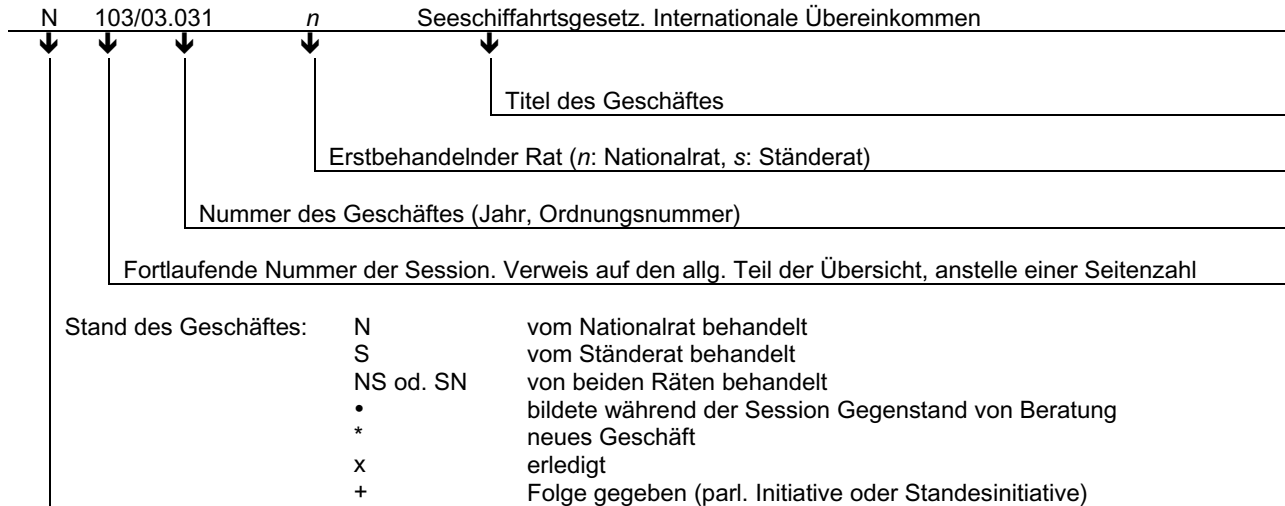 N 103/03.031 n Seeschiffahrtsgesetz. Internationale Übereinkommen
Titel des Geschäftes
Erstbehandelnder Rat (n: Nationalrat, s: Ständerat)
Nummer des Geschäftes (Jahr, Ordnungsnummer)
Fortlaufende Nummer der Session. Verweis auf den allg. Teil der Übersicht, anstelle einer Seitenzahl
Stand des Geschäftes: N vom Nationalrat behandelt
S vom Ständerat behandelt
NS od. SN von beiden Räten behandelt
• bildete während der Session Gegenstand von Beratung
* neues Geschäft
x erledigt
+ Folge gegeben (parl. Initiative oder Standesinitiative)